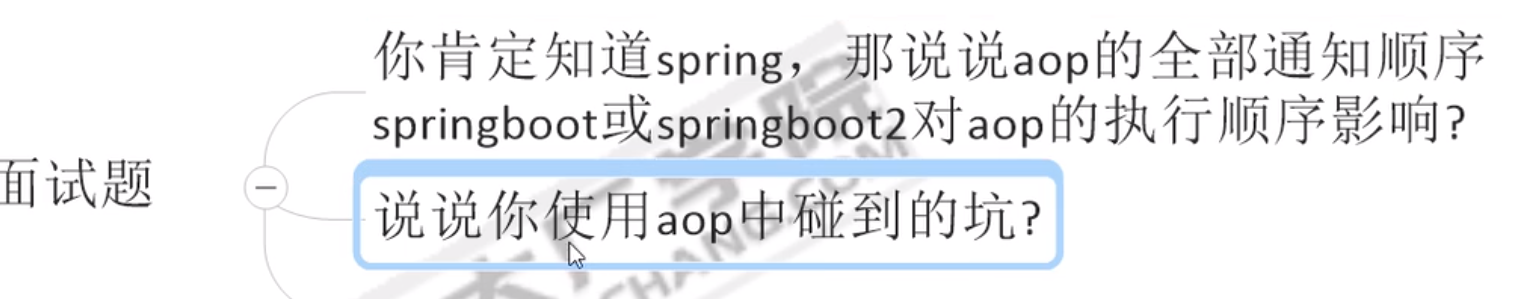 你肯定知道spring，那说说aop的全部通知顺序
springboot或springboot2对aop的执行顺序影响?
面试题
说说你使用aop中碰到的坑?